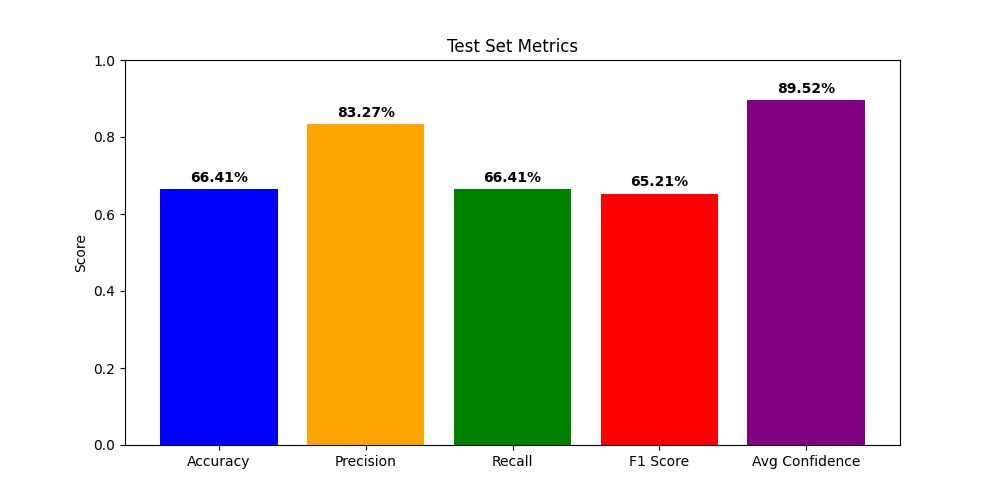 Test Set Metrics
Score
1.0
0.8
0.6
0.4
0.2
0.0
66.41%
83.27%
66.41%
65.21%
89.52%
Accuracy
Precision
Recall
F1 Score
Avg Confidence